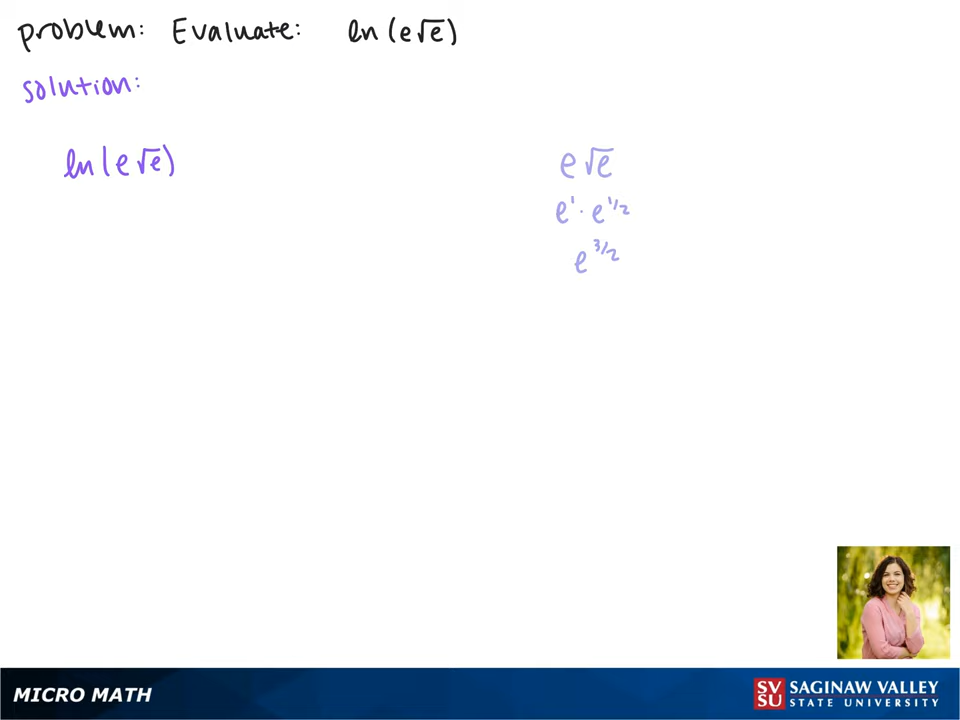 problem: Evaluate: ln(e√e)
solution:
ln(e√e)
e√e
e¹ · e^1/2
e^3/2
MICRO MATH
SV SU SAGINAW VALLEY
STATE UNIVERSITY